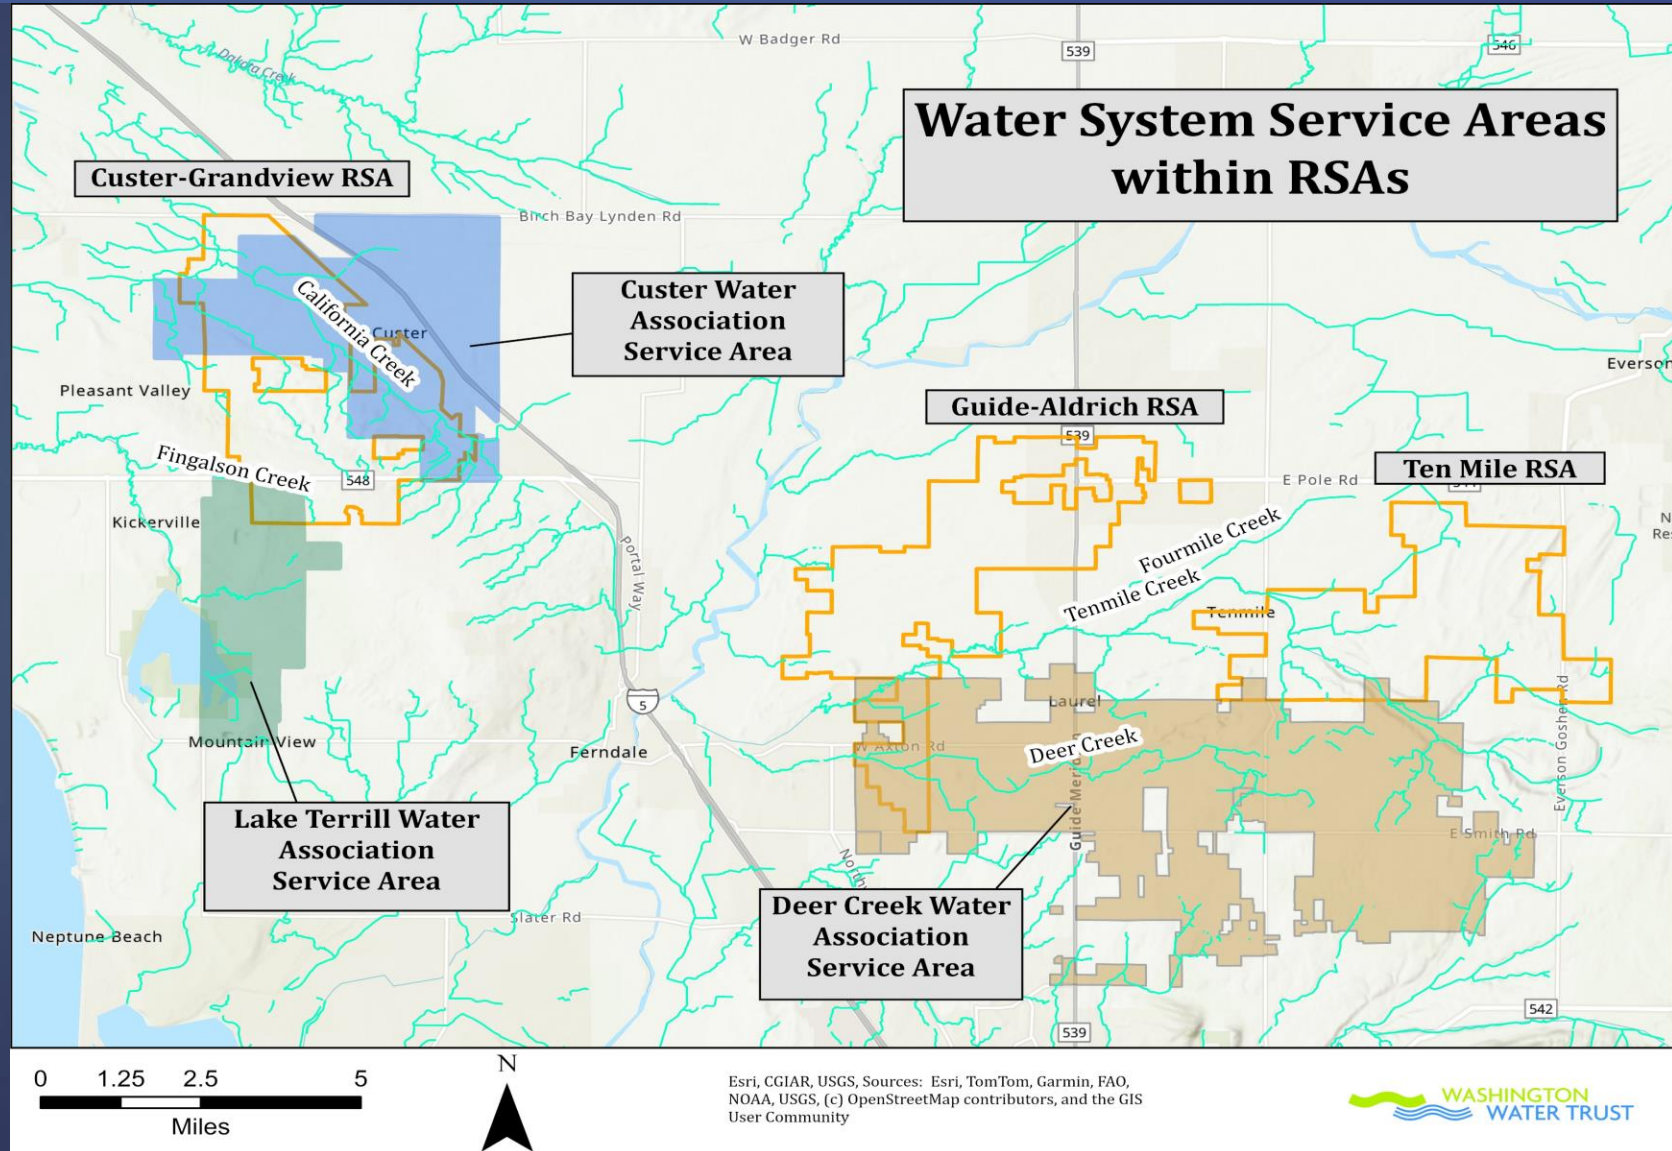 W Badger Rd
539
546
Dakota Creek
Water System Service Areas
within RSAs
Custer-Grandview RSA
Birch Bay Lynden Rd
California Creek
Custer
Custer Water
Association
Service Area
Everson
Pleasant Valley
Guide-Aldrich RSA
539
Ten Mile RSA
Fingalson Creek
548
E Pole Rd
Kickerville
Portal Way
Fourmile Creek
Tenmile Creek
Tenmile
N
Res
5
Laurel
Mountain View
Ferndale
W Axton Rd
Deer Creek
Everson Goshen Rd
Guide Meridian
Lake Terrill Water
Association
Service Area
E Smith Rd
Northw
Deer Creek Water
Association
Service Area
Slater Rd
Neptune Beach
542
539
0 1.25 2.5 5
Miles
N
Esri, CGIAR, USGS, Sources: Esri, TomTom, Garmin, FAO,
NOAA, USGS, (c) OpenStreetMap contributors, and the GIS
User Community
WASHINGTON
WATER TRUST